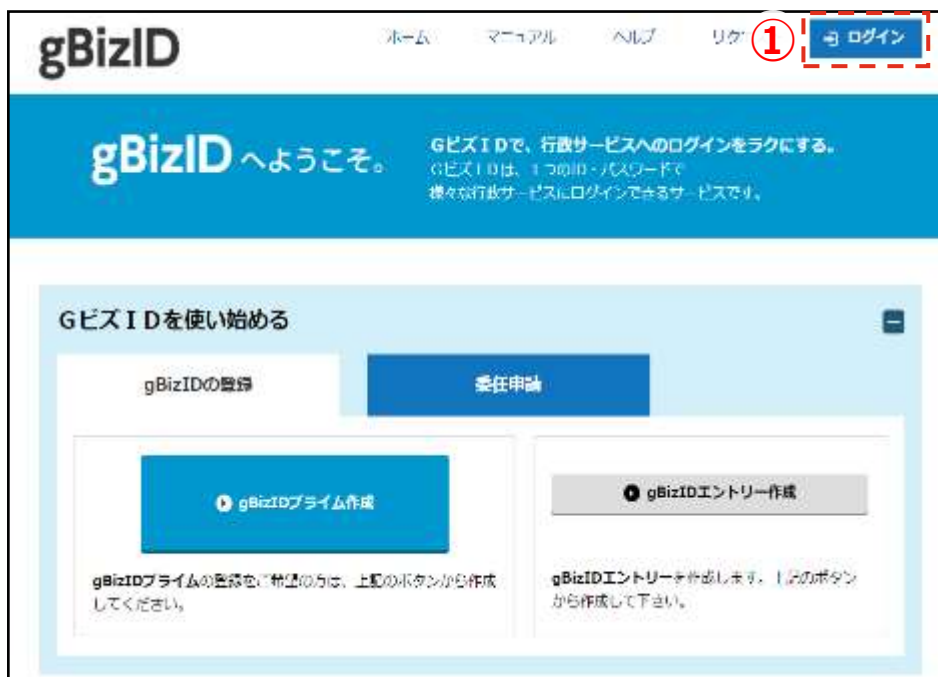 gBizID
ホーム マニュアル ヘルプ
① ログイン
gBizID へようこそ。
GビズIDで、行政サービスへのログインをラクにする。
GビズIDは、1つのID・パスワードで
様々な行政サービスにログインできるサービスです。
GビズIDを使い始める
gBizIDの登録 委任申請
gBizIDプライム作成
gBizIDエントリー作成
gBizIDプライムの登録をご希望の方は、上記のボタンから作成
してください。
gBizIDエントリーを作成します。上記のボタン
から作成して下さい。